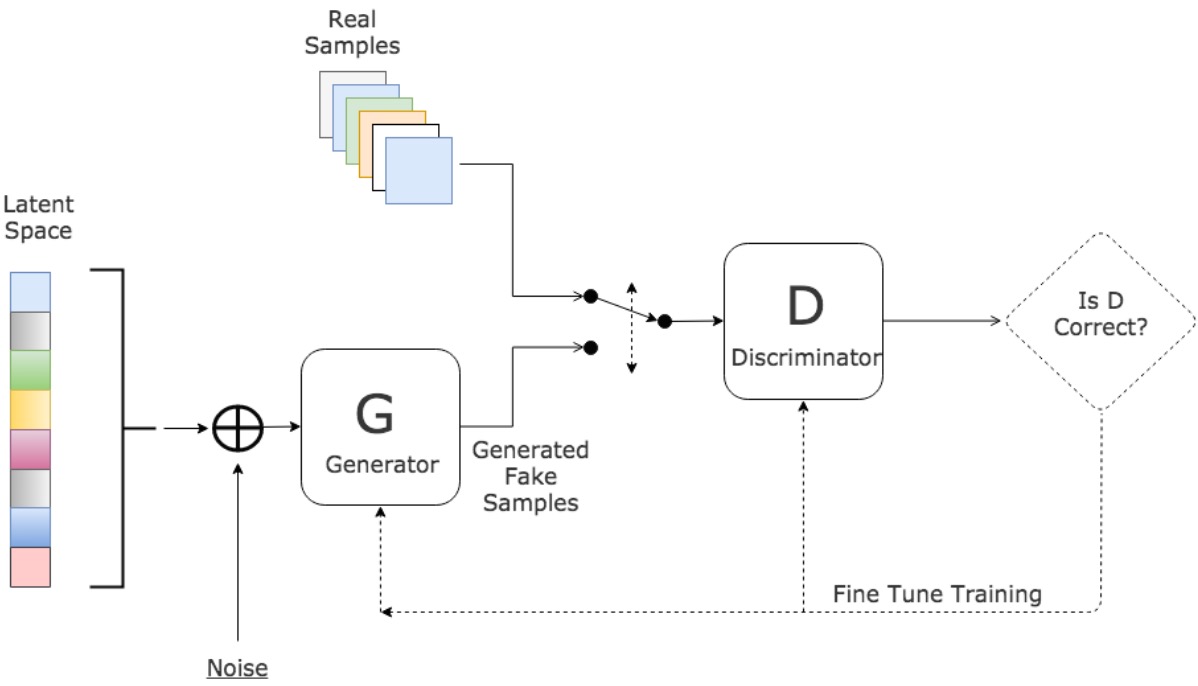 Real
Samples
Latent
Space
D
Discriminator
Is D
Correct?
G
Generator
Generated
Fake
Samples
Fine Tune Training
Noise